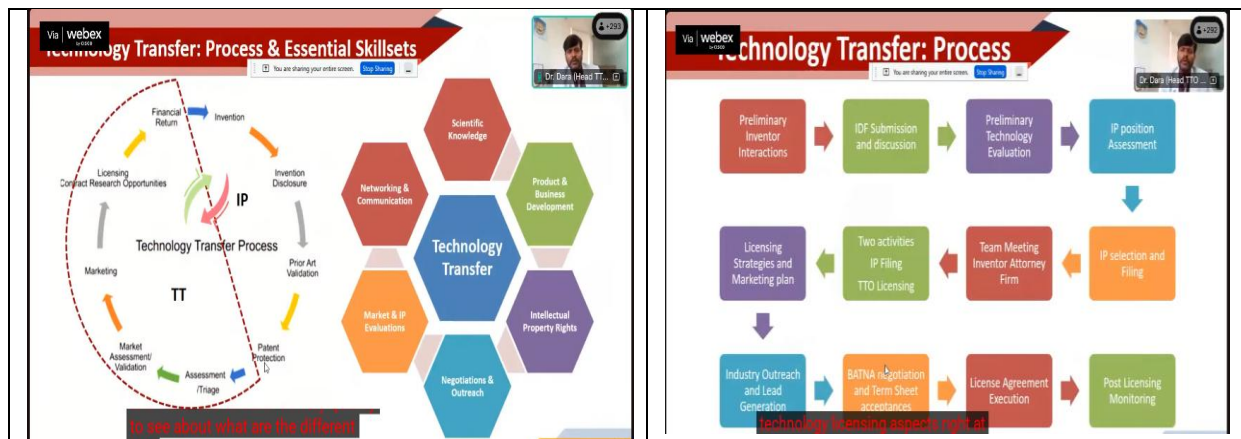 Via webex
by CISCO
Technology Transfer: Process & Essential Skillsets
+293
You are sharing your entire screen.
Stop Sharing
Dr. Dara (Head TT...
Financial
Return
Invention
Invention
Disclosure
Prior Art
Validation
Patent
Protection
Assessment
/Triage
Market
Assessment/
Validation
Marketing
Licensing
Contract Research Opportunities
IP
Technology Transfer Process
TT
Scientific
Knowledge
Networking &
Communication
Product &
Business
Development
Technology
Transfer
Market & IP
Evaluations
Intellectual
Property Rights
Negotiations &
Outreach
to see about what are the different
Via webex
by CISCO
Technology Transfer: Process
+292
You are sharing your entire screen.
Stop Sharing
Dr. Dara (Head TTO ...
Preliminary
Inventor
Interactions
IDF Submission
and discussion
Preliminary
Technology
Evaluation
IP position
Assessment
Licensing
Strategies and
Marketing plan
Two activities
IP Filing
TTO Licensing
Team Meeting
Inventor Attorney
Firm
IP selection and
Filing
Industry Outreach
and Lead
Generation
BATNA negotiation
and Term Sheet
acceptances
License Agreement
Execution
Post Licensing
Monitoring
technology licensing aspects right at